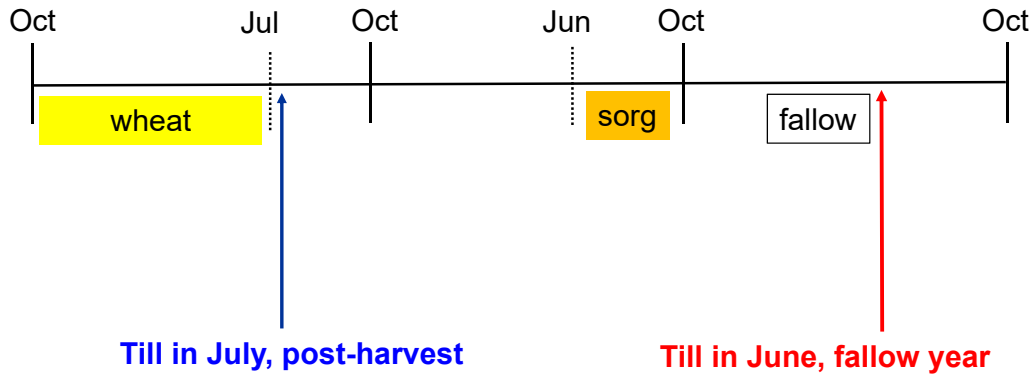 Oct
Jul
Oct
Jun
Oct
Oct
wheat
sorg
fallow
Till in July, post-harvest
Till in June, fallow year